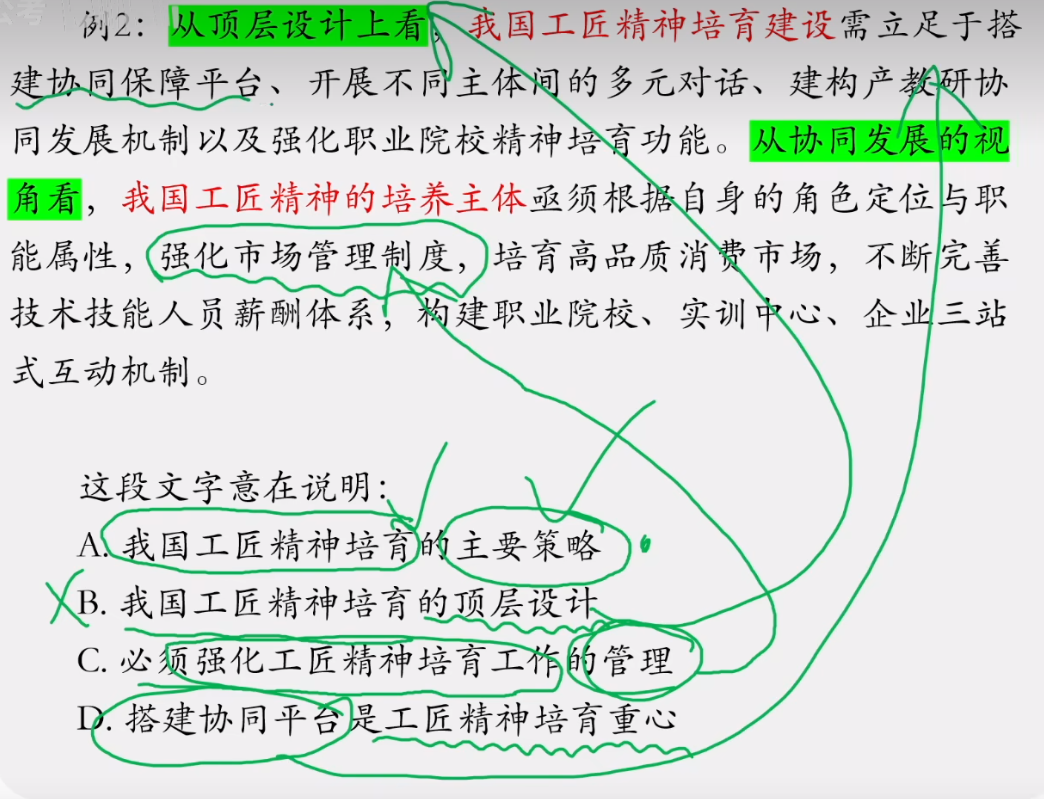 公考
例2：从顶层设计上看，我国工匠精神培育建设需立足于搭
建协同保障平台、开展不同主体间的多元对话、建构产教研协
同发展机制以及强化职业院校精神培育功能。从协同发展的视
角看，我国工匠精神的培养主体亟须根据自身的角色定位与职
能属性，强化市场管理制度，培育高品质消费市场，不断完善
技术技能人员薪酬体系，构建职业院校、实训中心、企业三站
式互动机制。
这段文字意在说明：
A. 我国工匠精神培育的主要策略
B. 我国工匠精神培育的顶层设计
C. 必须强化工匠精神培育工作的管理
D. 搭建协同平台是工匠精神培育重心